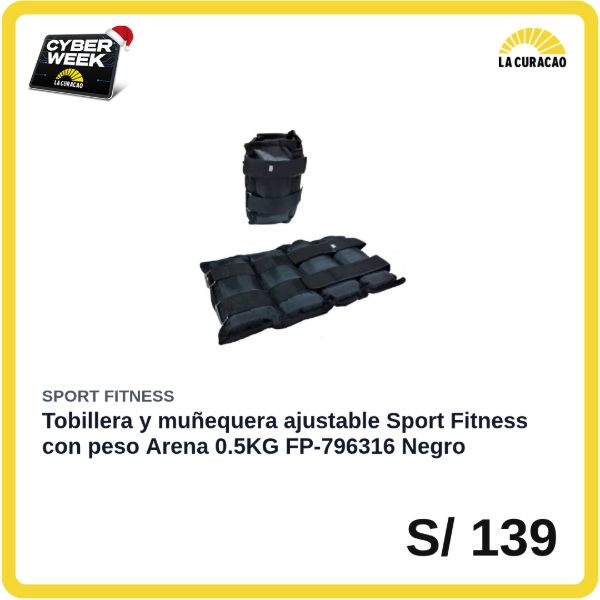 CYBER
WEEK
LA CURACAO
LA CURACAO
SPORT FITNESS
Tobillera y muñequera ajustable Sport Fitness
con peso Arena 0.5KG FP-796316 Negro
S/ 139